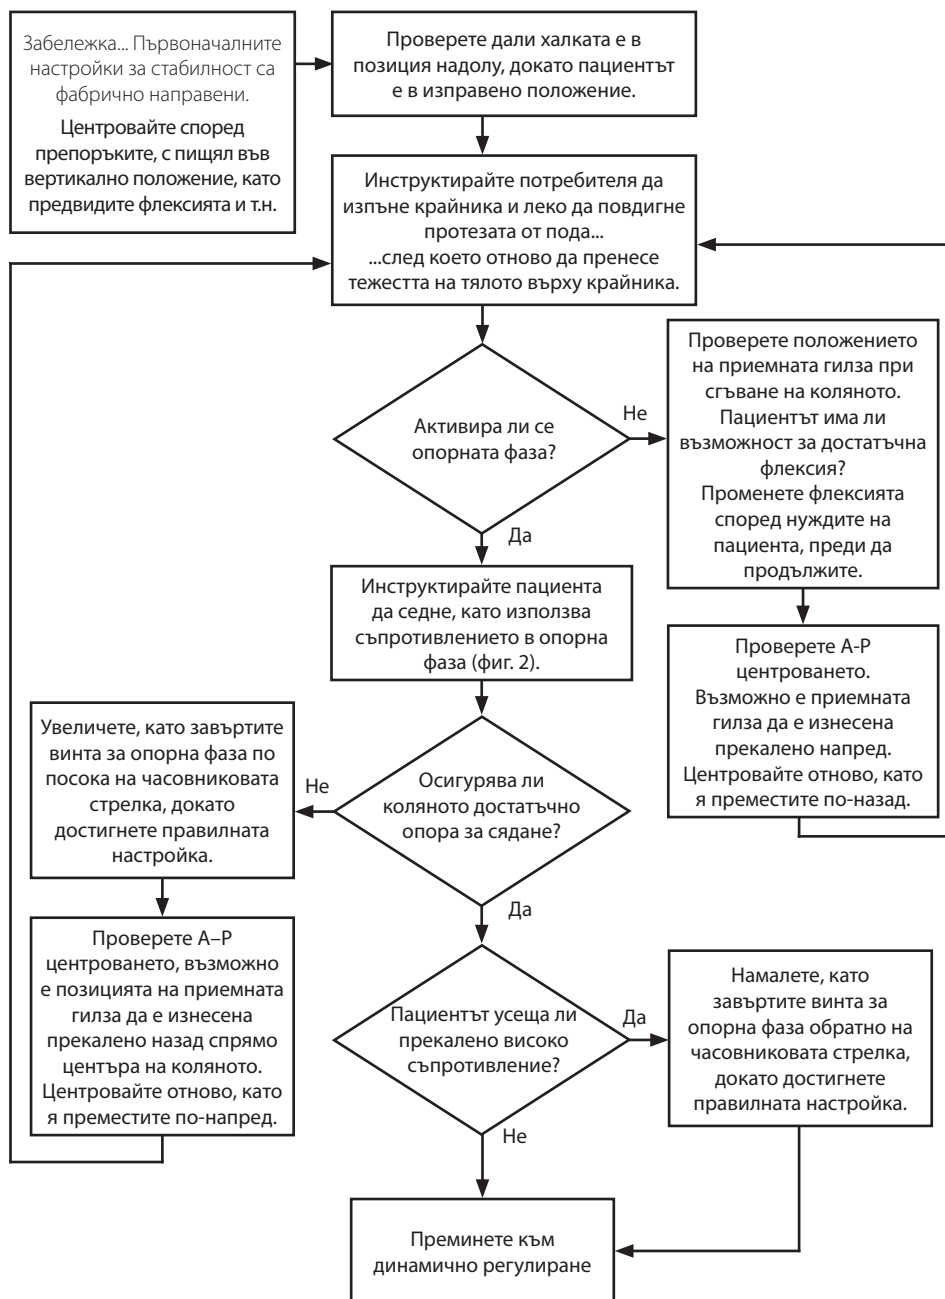 Забележка... Първоначалните
настройки за стабилност са
фабрично направени.
Центровайте според
препоръките, с пищял във
вертикално положение, като
предвидите флексията и т.н.
Проверете дали халката е в
позиция надолу, докато пациентът
е в изправено положение.
Инструктирайте потребителя да
изпъне крайника и леко да повдигне
протезата от пода...
...след което отново да пренесе
тежестта на тялото върху крайника.
Активира ли се
опорната фаза?
Не
Проверете положението
на приемната гилза при
сгъване на коляното.
Пациентът има ли
възможност за достатъчна
флексия?
Променете флексията
според нуждите на
пациента, преди да
продължите.
Да
Инструктирайте пациента
да седне, като използва
съпротивлението в опорна
фаза (фиг. 2).
Проверете А-Р
центроването.
Възможно е приемната
гилза да е изнесена
прекалено напред.
Центровайте отново, като
я преместите по-назад.
Осигурява ли
коляното достатъчно
опора за сядане?
Не
Увеличете, като завъртите
винта за опорна фаза по
посока на часовниковата
стрелка, докато
достигнете правилната
настройка.
Проверете А–Р
центроването, възможно
е позицията на приемната
гилза да е изнесена
прекалено назад спрямо
центъра на коляното.
Центровайте отново, като
я преместите по-напред.
Да
Пациентът усеща ли
прекалено високо
съпротивление?
Да
Намалете, като
завъртите винта за
опорна фаза обратно на
часовниковата стрелка,
докато достигнете
правилната настройка.
Не
Преминете към
динамично регулиране